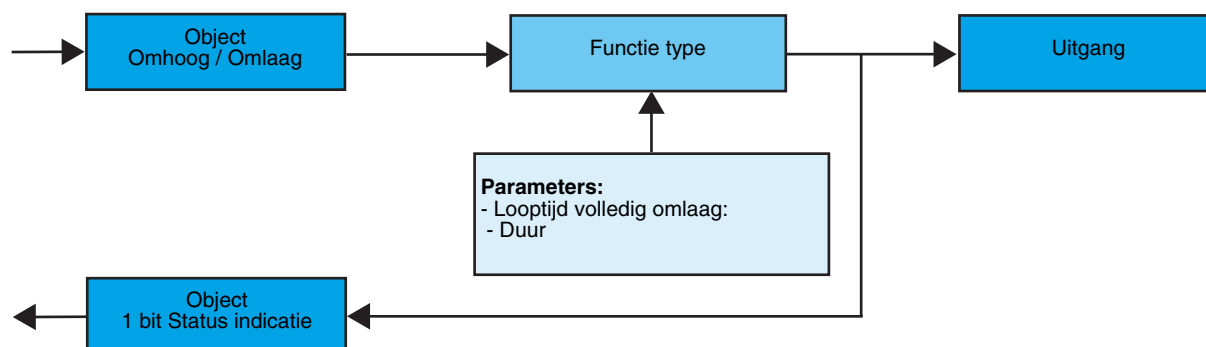 Object
Omhoog / Omlaag
Functie type
Uitgang
Parameters:
- Looptijd volledig omlaag:
- Duur
Object
1 bit Status indicatie